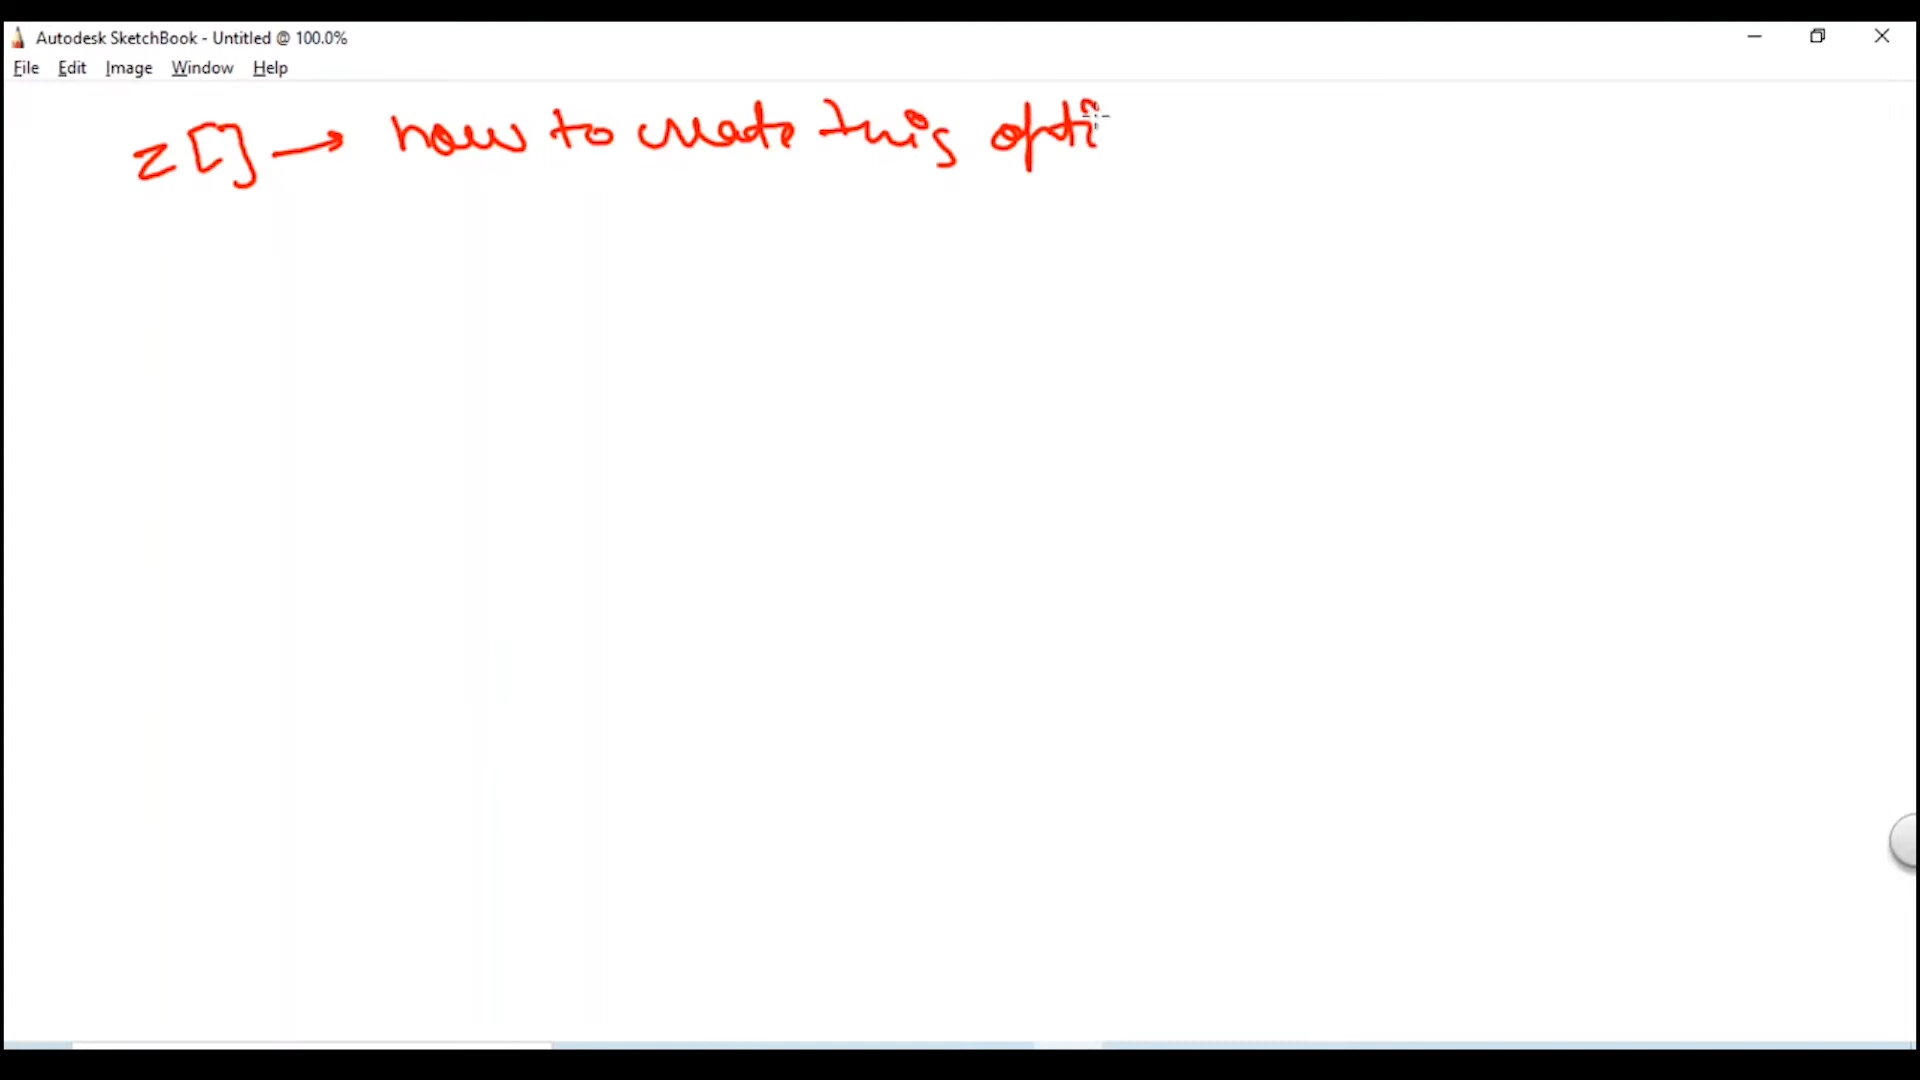 Autodesk SketchBook - Untitled @ 100.0%
File Edit Image Window Help
z[] → how to create this opti